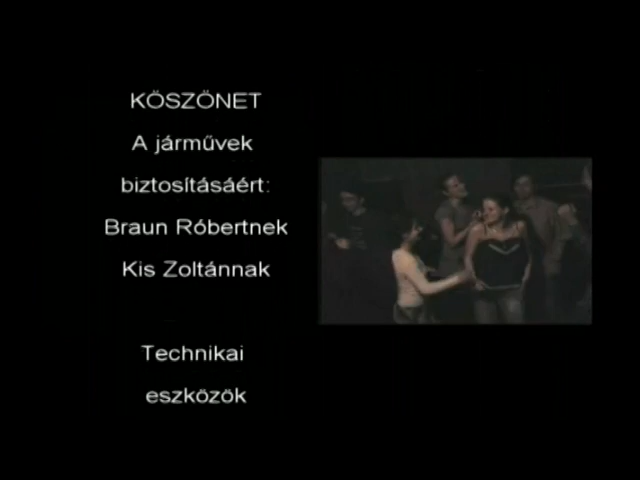 KÖSZÖNET
A járművek
biztosításáért:
Braun Róbertnek
Kis Zoltánnak
Technikai
eszközök